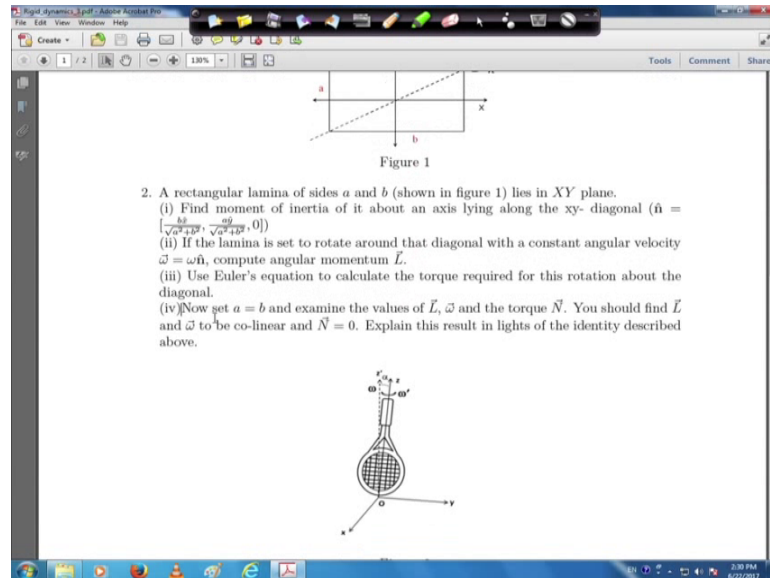 Rigid_dynamics_3.pdf - Adobe Acrobat Pro
File Edit View Window Help
Create
1 / 2
130%
Tools Comment Share
a
X
b
Figure 1
2. A rectangular lamina of sides a and b (shown in figure 1) lies in XY plane.
(i) Find moment of inertia of it about an axis lying along the xy- diagonal (n̂ =
[bx̂/√a²+b², aŷ/√a²+b², 0])
(ii) If the lamina is set to rotate around that diagonal with a constant angular velocity
ω⃗ = ωn̂, compute angular momentum L⃗.
(iii) Use Euler's equation to calculate the torque required for this rotation about the
diagonal.
(iv)Now set a = b and examine the values of L⃗, ω⃗ and the torque N⃗. You should find L⃗
and ω⃗ to be co-linear and N⃗ = 0. Explain this result in lights of the identity described
above.
z' α z
ω ω'
O
Y
X
EN
2:30 PM
6/22/2017